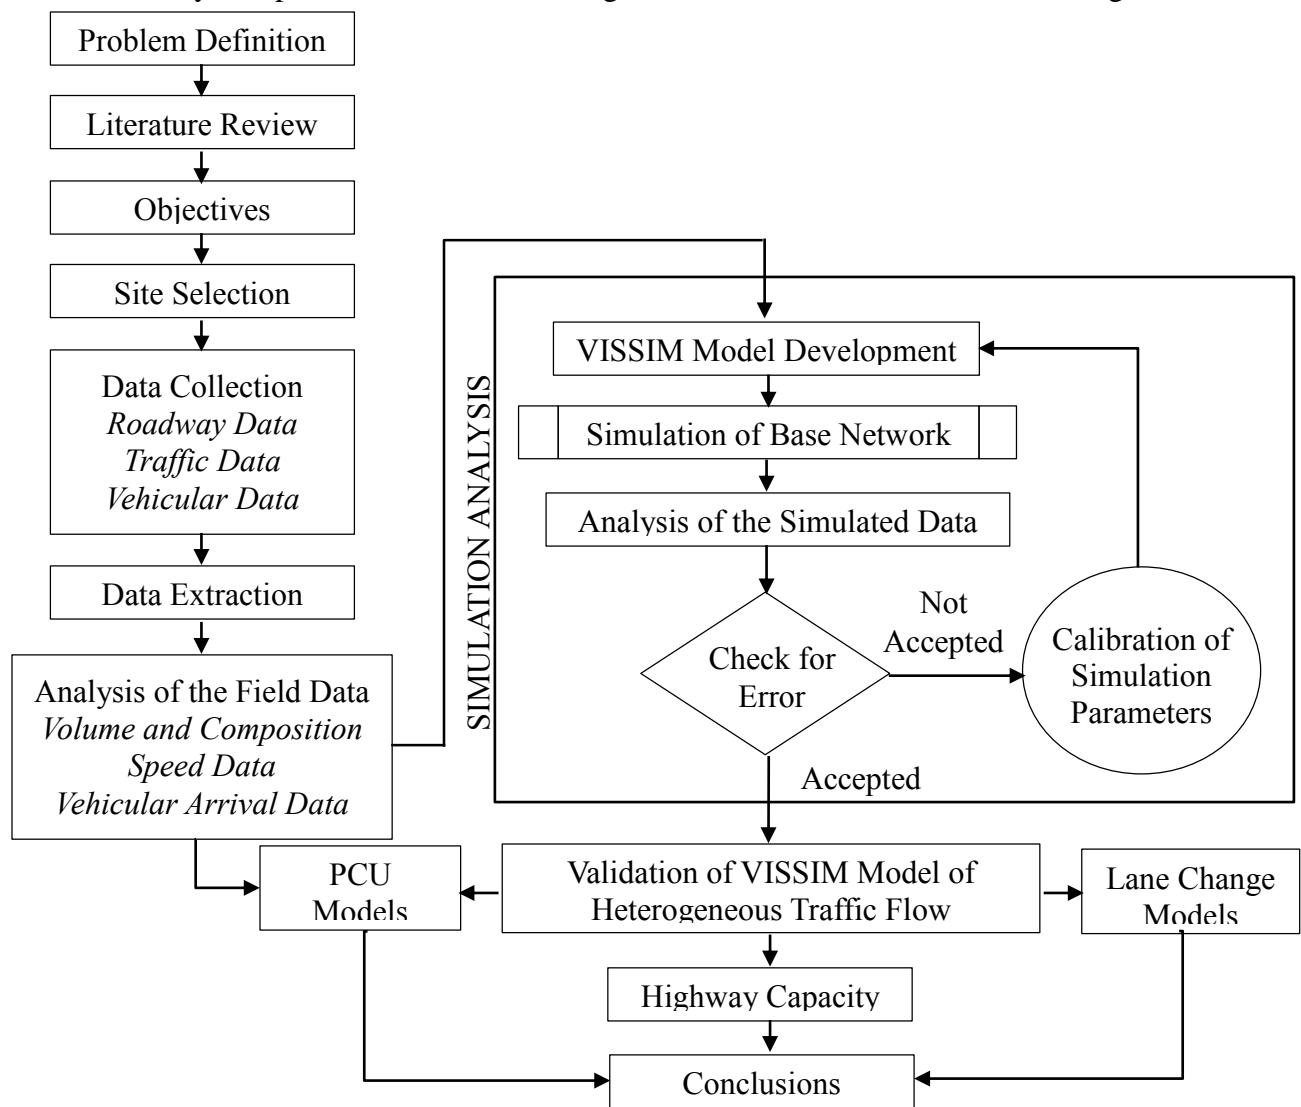 Problem Definition
Literature Review
Objectives
Site Selection
Data Collection
Roadway Data
Traffic Data
Vehicular Data
Data Extraction
Analysis of the Field Data
Volume and Composition
Speed Data
Vehicular Arrival Data
SIMULATION ANALYSIS
VISSIM Model Development
Simulation of Base Network
Analysis of the Simulated Data
Check for
Error
Not
Accepted
Calibration of
Simulation
Parameters
Accepted
PCU
Models
Validation of VISSIM Model of
Heterogeneous Traffic Flow
Lane Change
Models
Highway Capacity
Conclusions